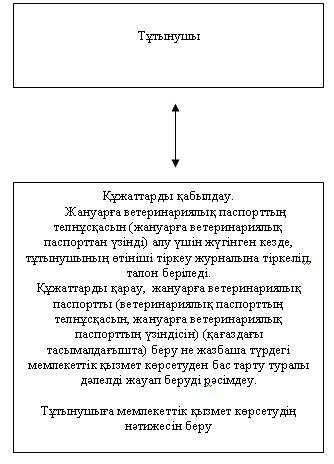 Тұтынушы
Құжаттарды қабылдау.
Жануарға ветеринариялық паспорттың
телнұсқасын (жануарға ветеринариялық
паспорттан үзінді) алу үшін жүгінген кезде,
тұтынушының өтініші тіркеу журналына тіркеліп,
талон беріледі.
Құжаттарды қарау, жануарға ветеринариялық
паспортты (ветеринариялық паспорттың
телнұсқасын, жануарға ветеринариялық
паспорттың үзіндісін) (қағаздағы
тасымалдағышта) беру не жазбаша түрдегі
мемлекеттік қызмет көрсетуден бас тарту туралы
дәлелді жауап беруді рәсімдеу.
Тұтынушыға мемлекеттік қызмет көрсетудің
нәтижесін беру